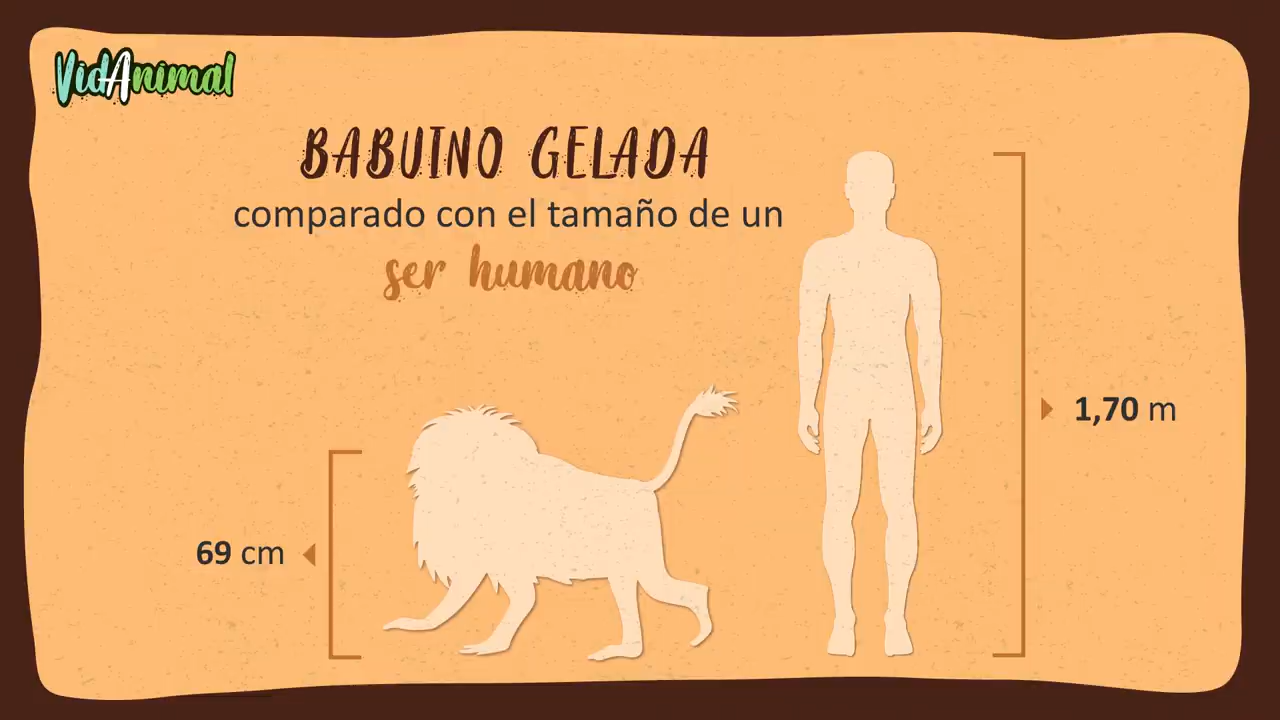 VidAnimal
BABUINO GELADA
comparado con el tamaño de un
ser humano
1,70 m
69 cm